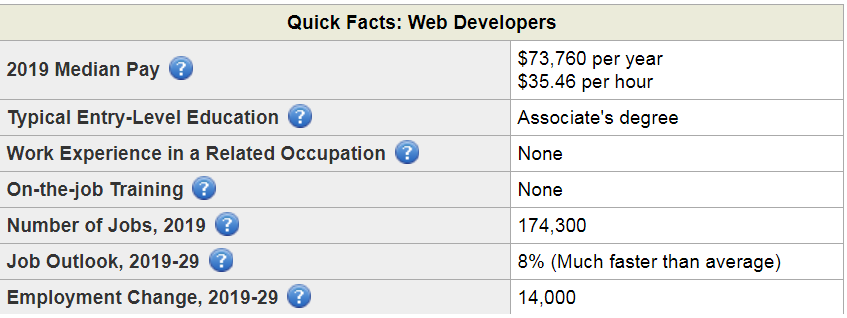 Quick Facts: Web Developers
2019 Median Pay ?
$73,760 per year
$35.46 per hour
Typical Entry-Level Education ?
Associate's degree
Work Experience in a Related Occupation ?
None
On-the-job Training ?
None
Number of Jobs, 2019 ?
174,300
Job Outlook, 2019-29 ?
8% (Much faster than average)
Employment Change, 2019-29 ?
14,000